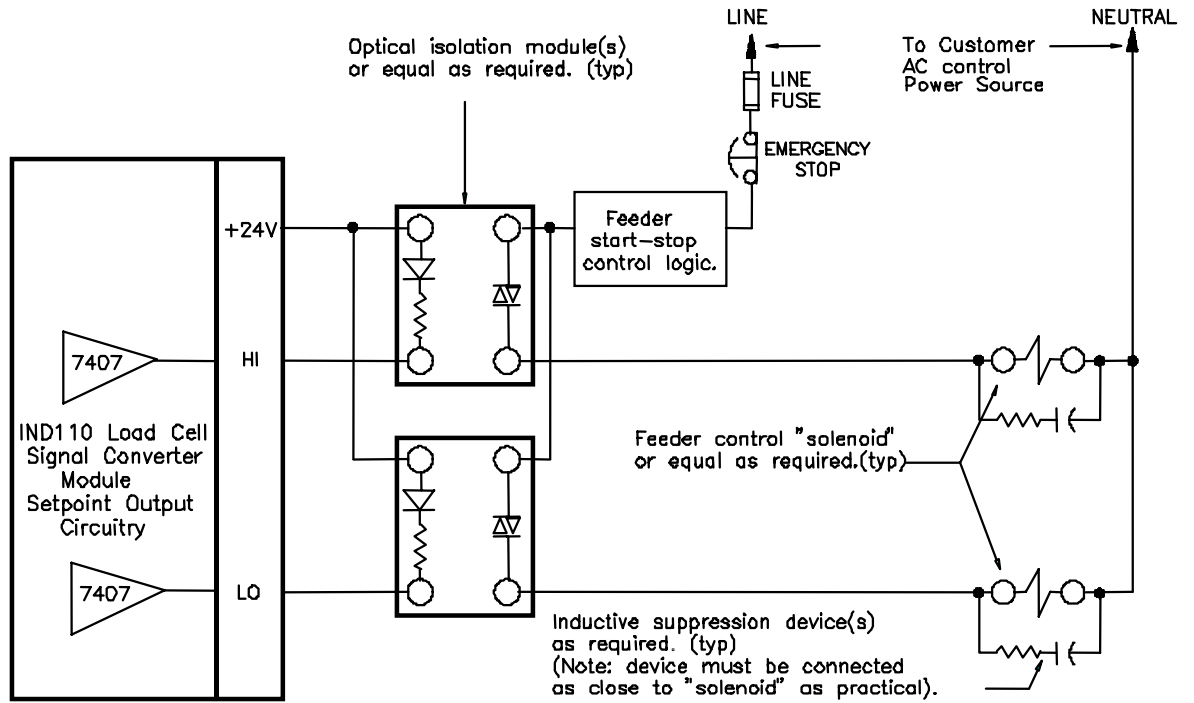 LINE
NEUTRAL
Optical isolation module(s)
or equal as required. (typ)
To Customer
AC control
Power Source
LINE
FUSE
EMERGENCY
STOP
+24V
Feeder
start-stop
control logic.
7407
HI
IND110 Load Cell
Signal Converter
Module
Setpoint Output
Circuitry
Feeder control "solenoid"
or equal as required.(typ)
7407
LO
Inductive suppression device(s)
as required. (typ)
(Note: device must be connected
as close to "solenoid" as practical).